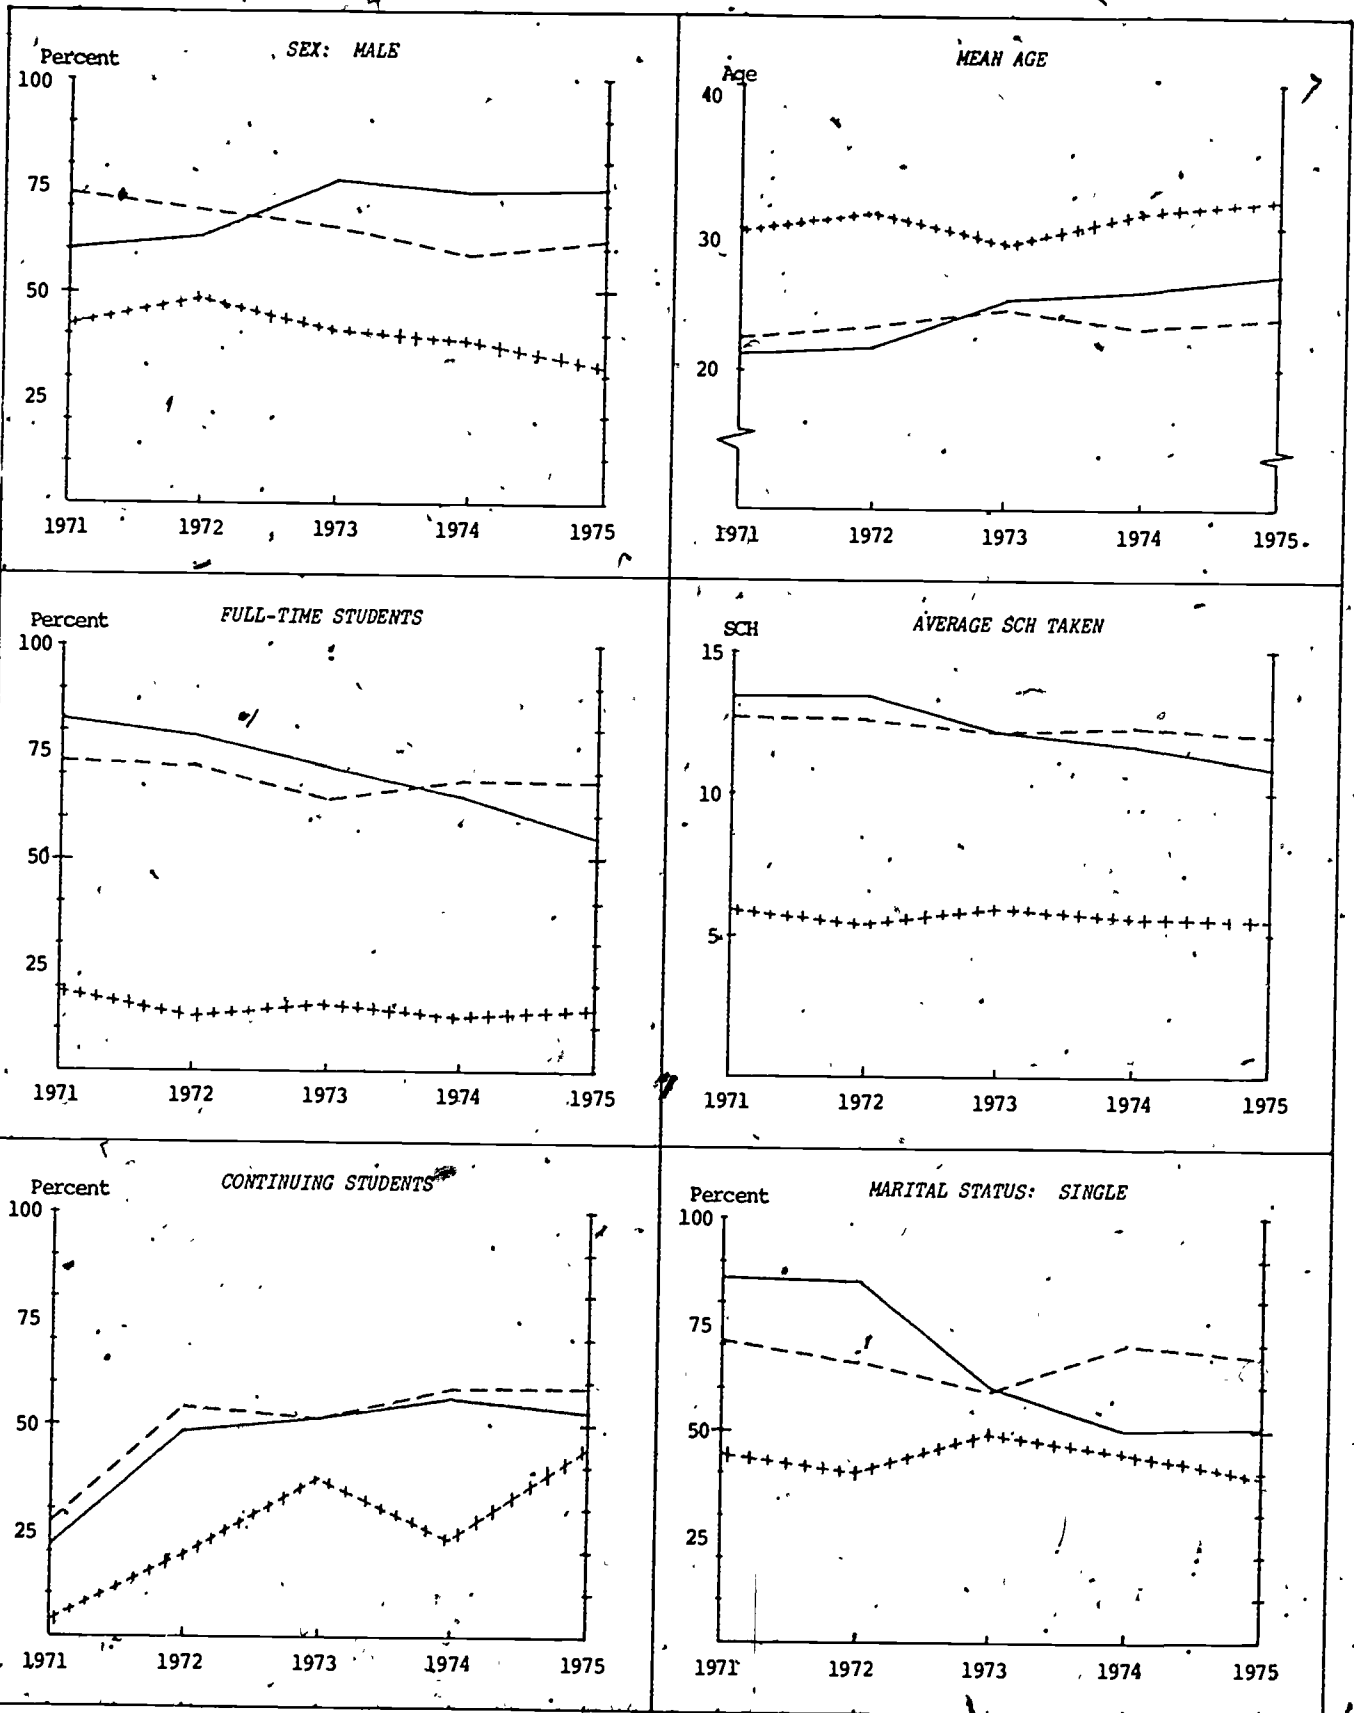 SEX: MALE
Percent
100
75
50
25
1971 1972 1973 1974 1975
MEAN AGE
Age
40
30
20
1971 1972 1973 1974 1975
FULL-TIME STUDENTS
Percent
100
75
50
25
1971 1972 1973 1974 1975
AVERAGE SCH TAKEN
SCH
15
10
5
1971 1972 1973 1974 1975
CONTINUING STUDENTS
Percent
100
75
50
25
1971 1972 1973 1974 1975
MARITAL STATUS: SINGLE
Percent
100
75
50
25
1971 1972 1973 1974 1975